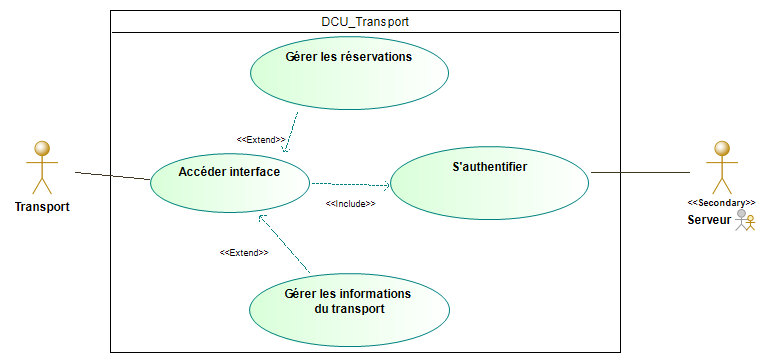 DCU_Transport
Gérer les réservations
<<Extend>>
Accéder interface
S'authentifier
<<Include>>
Transport
<<Secondary>>
Serveur
<<Extend>>
Gérer les informations
du transport